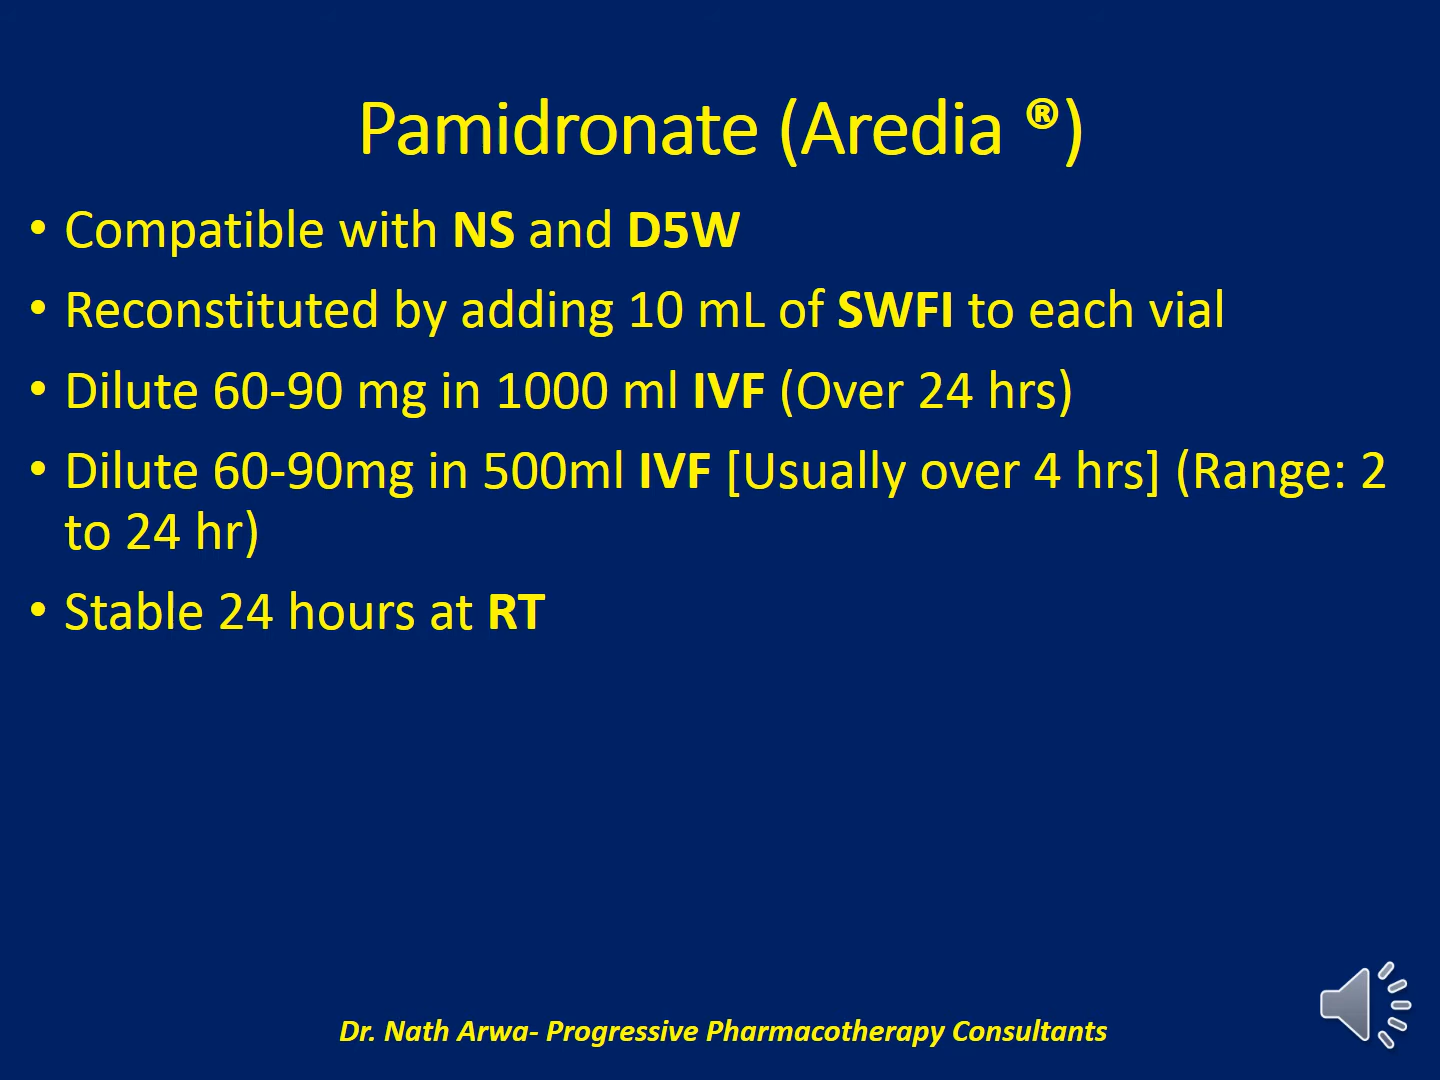 Pamidronate (Aredia ®)
• Compatible with NS and D5W
• Reconstituted by adding 10 mL of SWFI to each vial
• Dilute 60-90 mg in 1000 ml IVF (Over 24 hrs)
• Dilute 60-90mg in 500ml IVF [Usually over 4 hrs] (Range: 2
to 24 hr)
• Stable 24 hours at RT
Dr. Nath Arwa- Progressive Pharmacotherapy Consultants